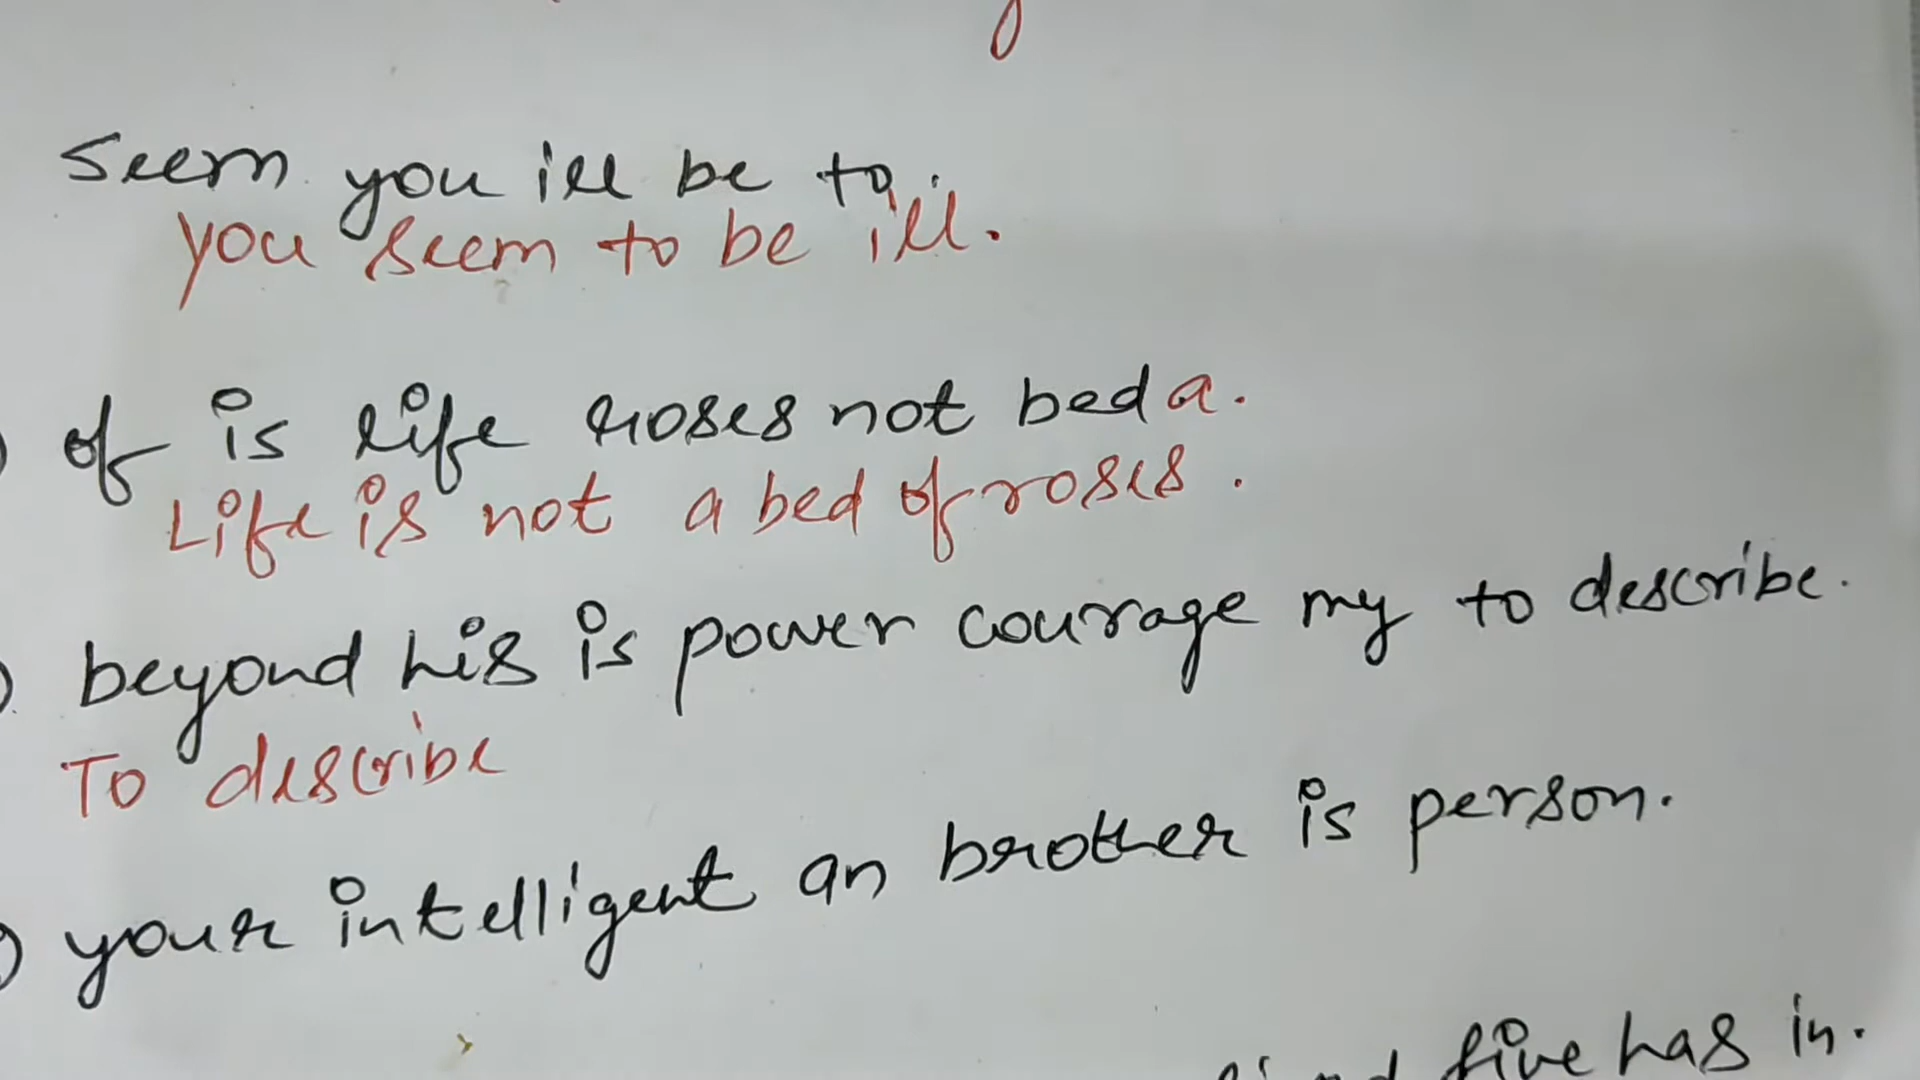 Seem you ill be to.
you seem to be ill.
of is life roses not bed a.
Life is not a bed of roses.
beyond his is power courage my to describe.
To describe
your intelligent an brother is person.
five has in.